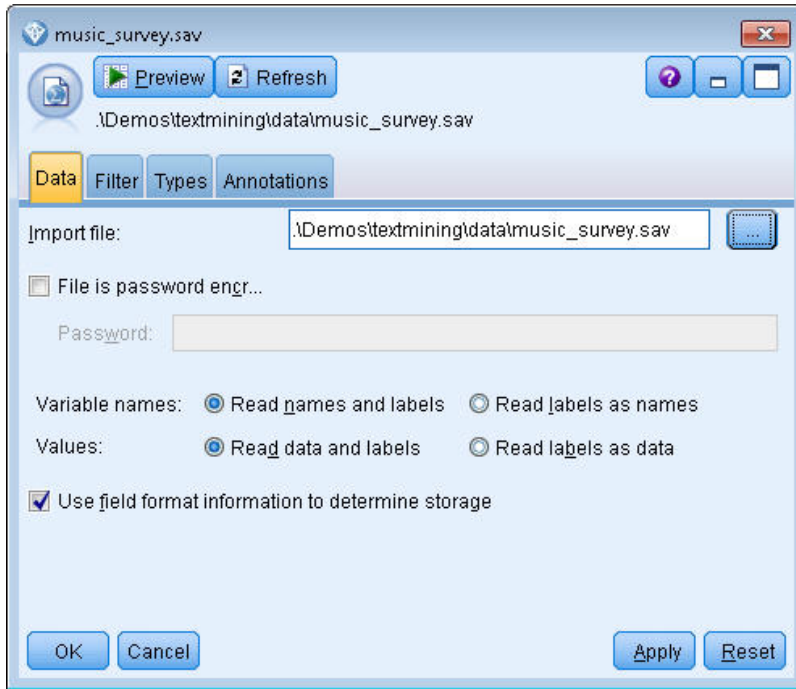 music_survey.sav
Preview Refresh
.\Demos\textmining\data\music_survey.sav
Data Filter Types Annotations
Import file: .\Demos\textmining\data\music_survey.sav ...
File is password encr...
Password:
Variable names: Read names and labels Read labels as names
Values: Read data and labels Read labels as data
Use field format information to determine storage
OK Cancel Apply Reset